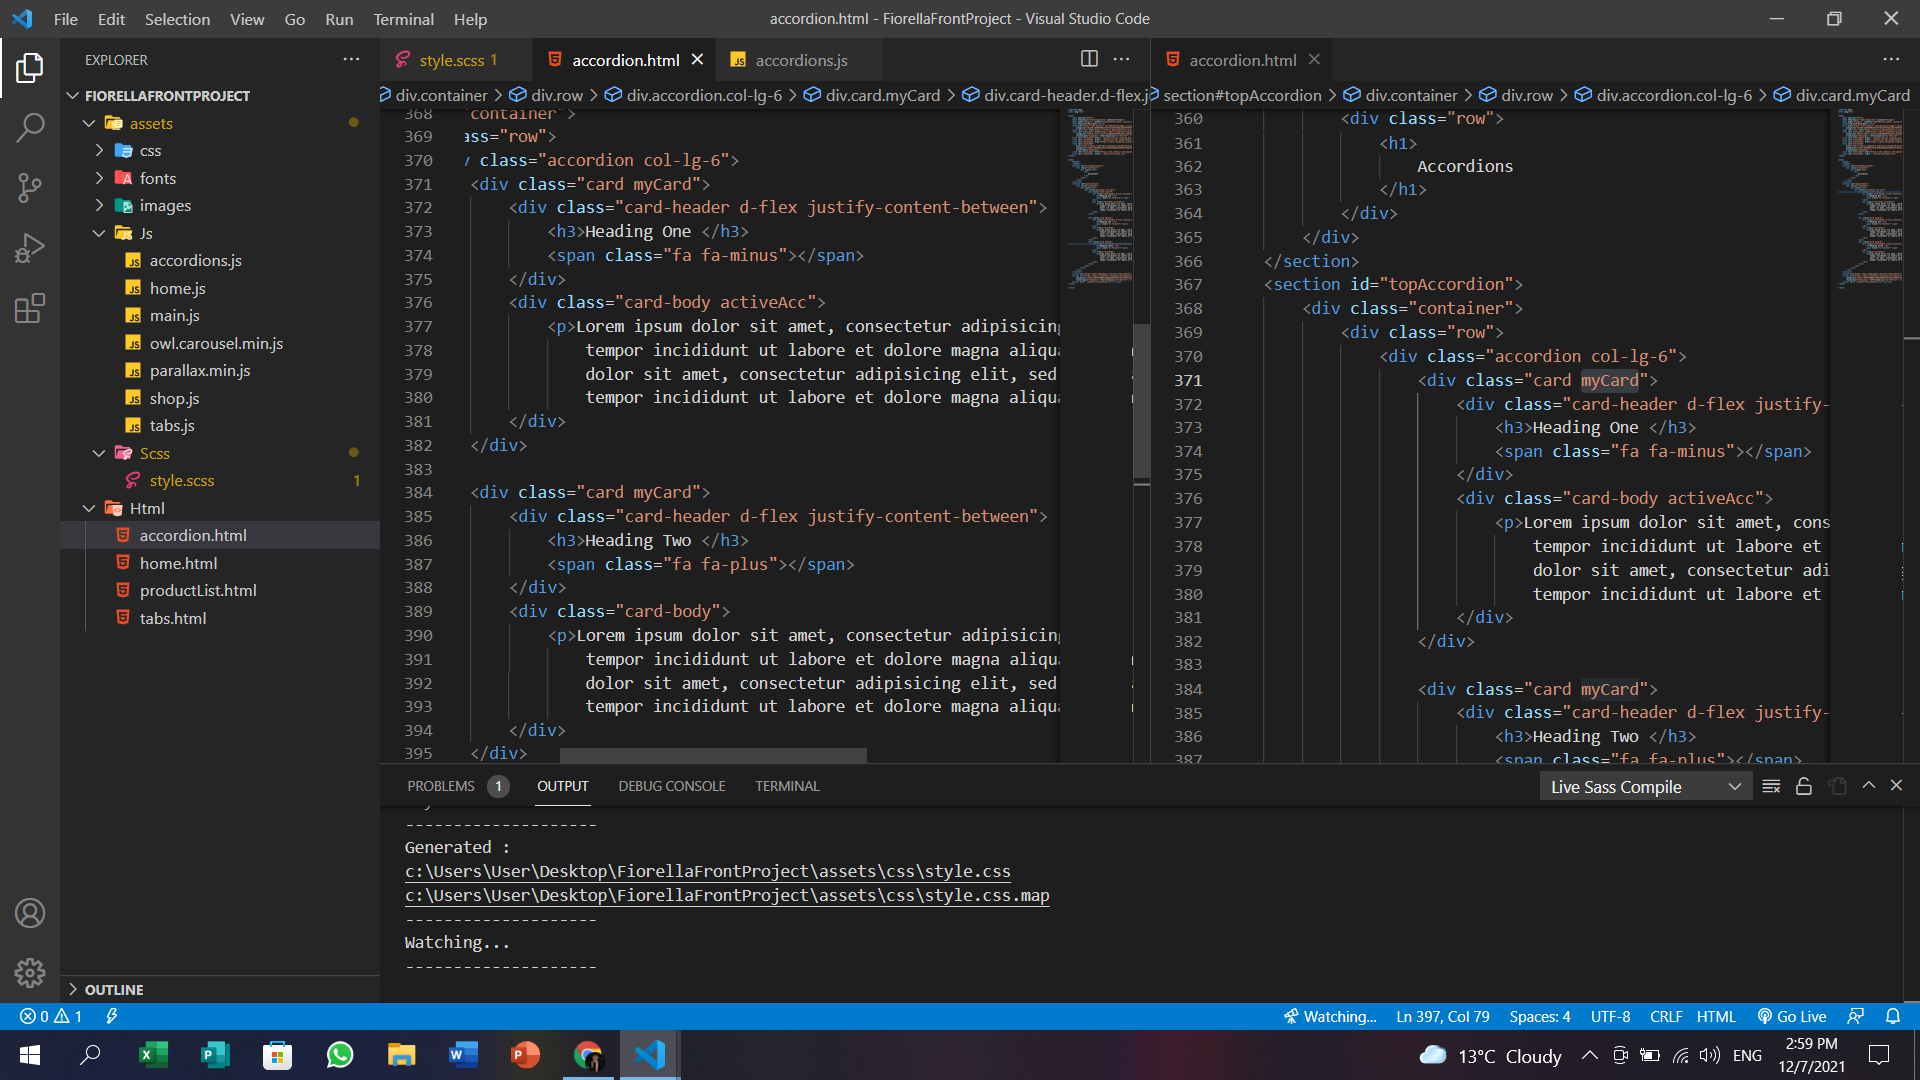 File Edit Selection View Go Run Terminal Help
accordion.html - FiorellaFrontProject - Visual Studio Code
EXPLORER
FIORELLAFRONTPROJECT
assets
css
fonts
images
Js
accordions.js
home.js
main.js
owl.carousel.min.js
parallax.min.js
shop.js
tabs.js
Scss
style.scss 1
Html
accordion.html
home.html
productList.html
tabs.html
OUTLINE
style.scss 1 accordion.html accordions.js
div.container div.row div.accordion.col-lg-6 div.card.myCard div.card-header.d-flex.j
368 "container">
369 ass="row">
370 class="accordion col-lg-6">
371 <div class="card myCard">
372 <div class="card-header d-flex justify-content-between">
373 <h3>Heading One </h3>
374 <span class="fa fa-minus"></span>
375 </div>
376 <div class="card-body activeAcc">
377 <p>Lorem ipsum dolor sit amet, consectetur adipisicing
378 tempor incididunt ut labore et dolore magna aliqua
379 dolor sit amet, consectetur adipisicing elit, sed
380 tempor incididunt ut labore et dolore magna aliqua
381 </div>
382 </div>
383
384 <div class="card myCard">
385 <div class="card-header d-flex justify-content-between">
386 <h3>Heading Two </h3>
387 <span class="fa fa-plus"></span>
388 </div>
389 <div class="card-body">
390 <p>Lorem ipsum dolor sit amet, consectetur adipisicing
391 tempor incididunt ut labore et dolore magna aliqua
392 dolor sit amet, consectetur adipisicing elit, sed
393 tempor incididunt ut labore et dolore magna aliqua
394 </div>
395 </div>
accordion.html
section#topAccordion div.container div.row div.accordion.col-lg-6 div.card.myCard
360 <div class="row">
361 <h1>
362 Accordions
363 </h1>
364 </div>
365 </div>
366 </section>
367 <section id="topAccordion">
368 <div class="container">
369 <div class="row">
370 <div class="accordion col-lg-6">
371 <div class="card myCard">
372 <div class="card-header d-flex justify-
373 <h3>Heading One </h3>
374 <span class="fa fa-minus"></span>
375 </div>
376 <div class="card-body activeAcc">
377 <p>Lorem ipsum dolor sit amet, cons
378 tempor incididunt ut labore et
379 dolor sit amet, consectetur adi
380 tempor incididunt ut labore et
381 </div>
382 </div>
383
384 <div class="card myCard">
385 <div class="card-header d-flex justify-
386 <h3>Heading Two </h3>
387 <span class="fa fa-plus"></span>
PROBLEMS 1 OUTPUT DEBUG CONSOLE TERMINAL
Live Sass Compile
--------------------
Generated :
c:\Users\User\Desktop\FiorellaFrontProject\assets\css\style.css
c:\Users\User\Desktop\FiorellaFrontProject\assets\css\style.css.map
--------------------
Watching...
--------------------
0 1 Watching... Ln 397, Col 79 Spaces: 4 UTF-8 CRLF HTML Go Live
13°C Cloudy ENG
2:59 PM
12/7/2021